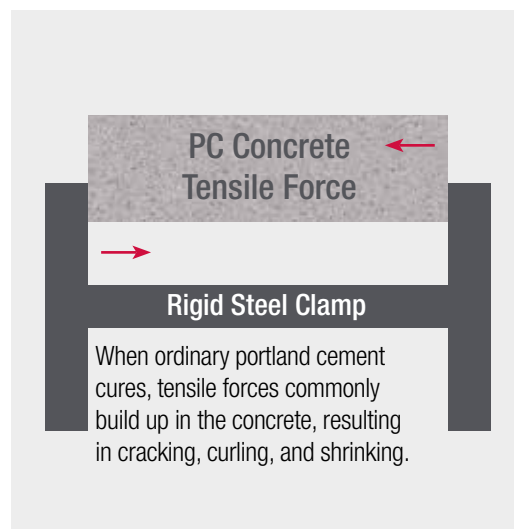 PC Concrete
Tensile Force
Rigid Steel Clamp
When ordinary portland cement
cures, tensile forces commonly
build up in the concrete, resulting
in cracking, curling, and shrinking.